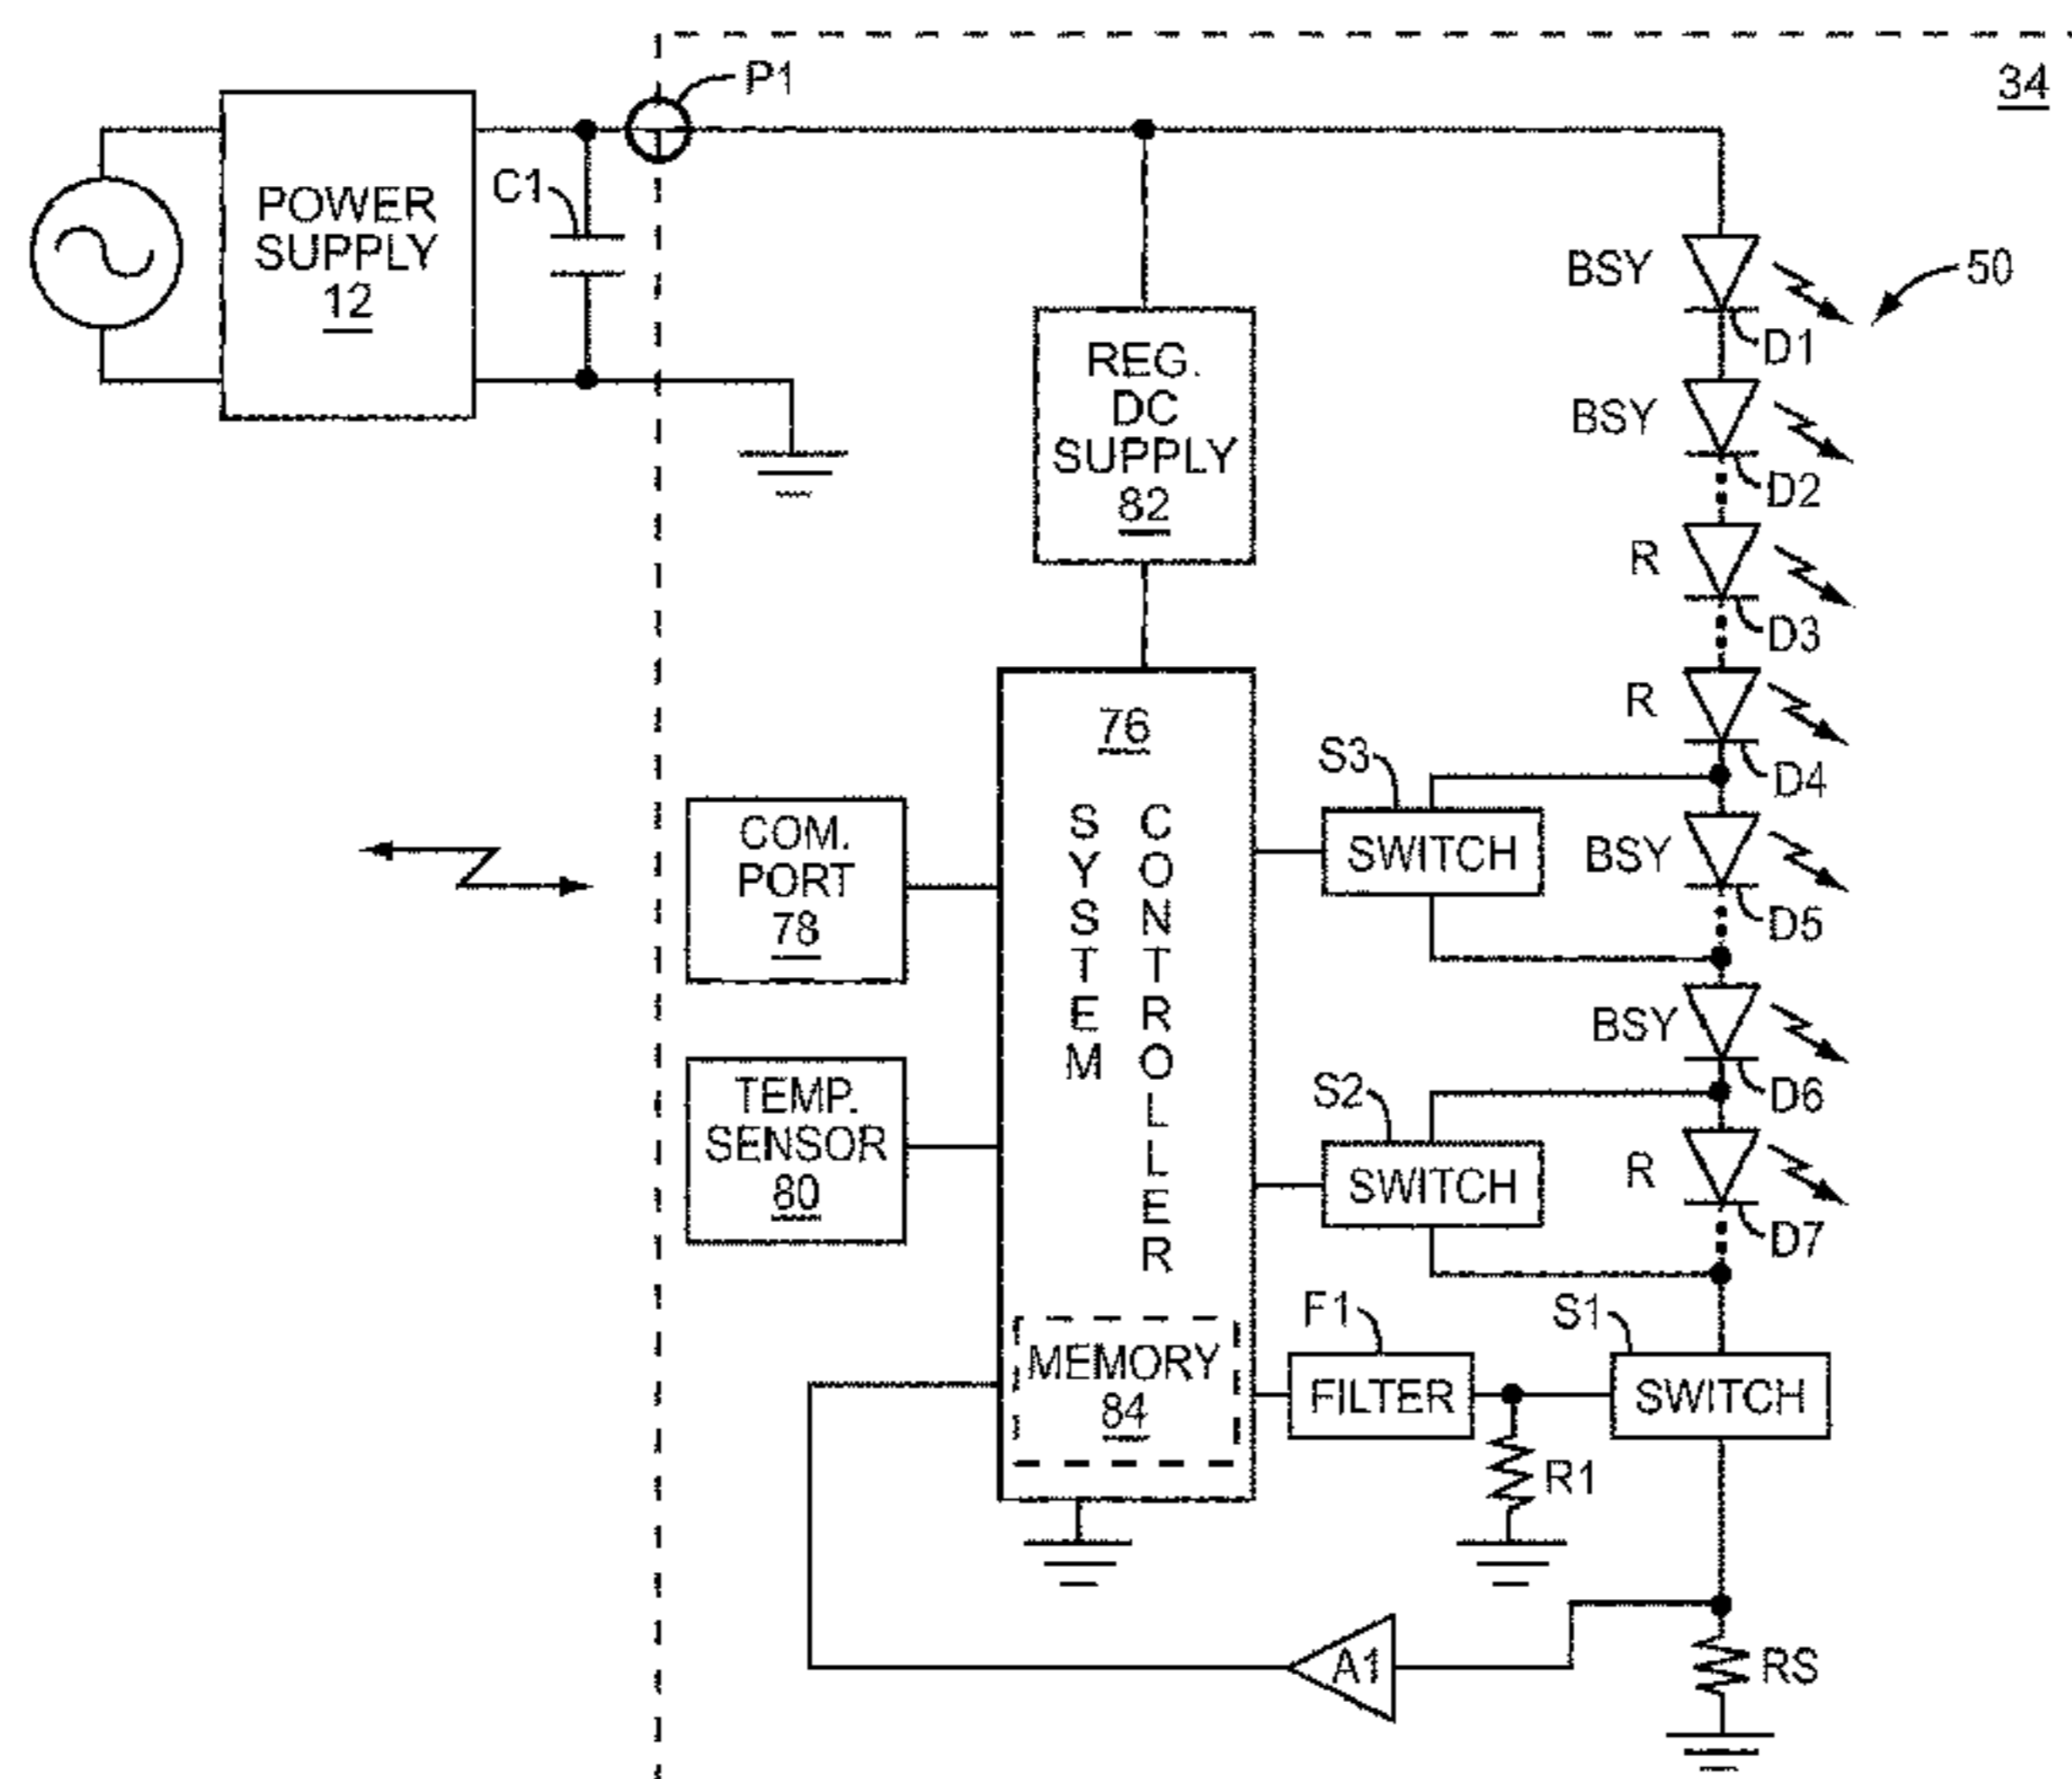 34
P1
C1
POWER
SUPPLY
12
BSY
50
D1
REG.
DC
SUPPLY
82
BSY
D2
R
D3
R
D4
76
SYSTEM
CONTROLLER
S3
SWITCH
BSY
D5
COM.
PORT
78
BSY
D6
TEMP.
SENSOR
80
S2
SWITCH
R
D7
MEMORY
84
F1
FILTER
S1
SWITCH
R1
A1
RS